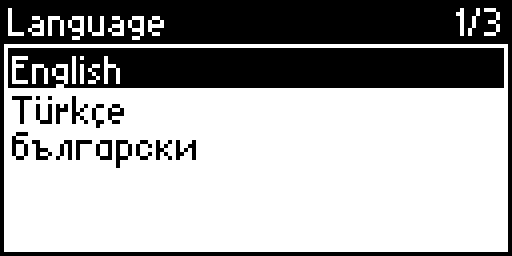 Language 1/3
English
Türkçe
български